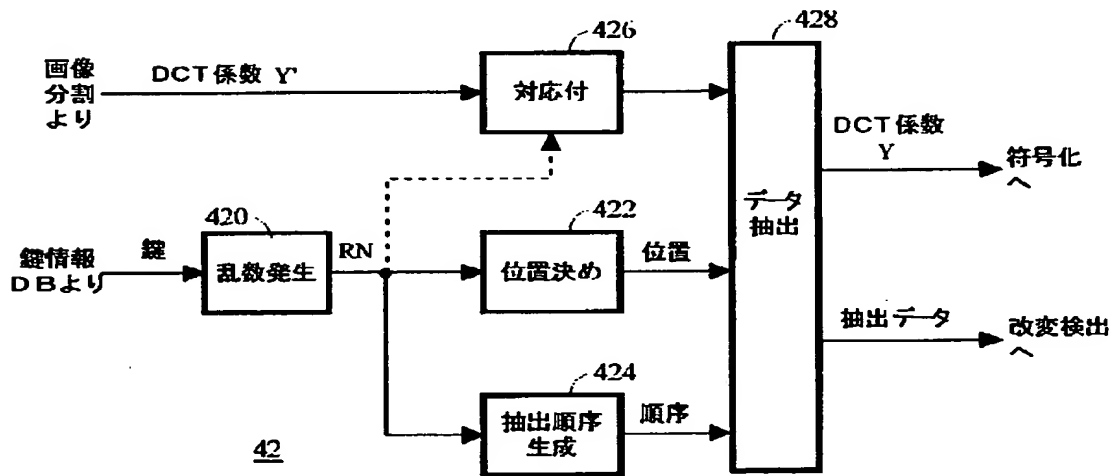 426
428
画像
分割
より
DCT係数 Y'
対応付
DCT係数
Y
符号化
へ
データ
抽出
420
422
鍵情報
DBより
鍵
乱数発生
RN
位置決め
位置
抽出データ
改変検出
へ
424
抽出順序
生成
順序
42